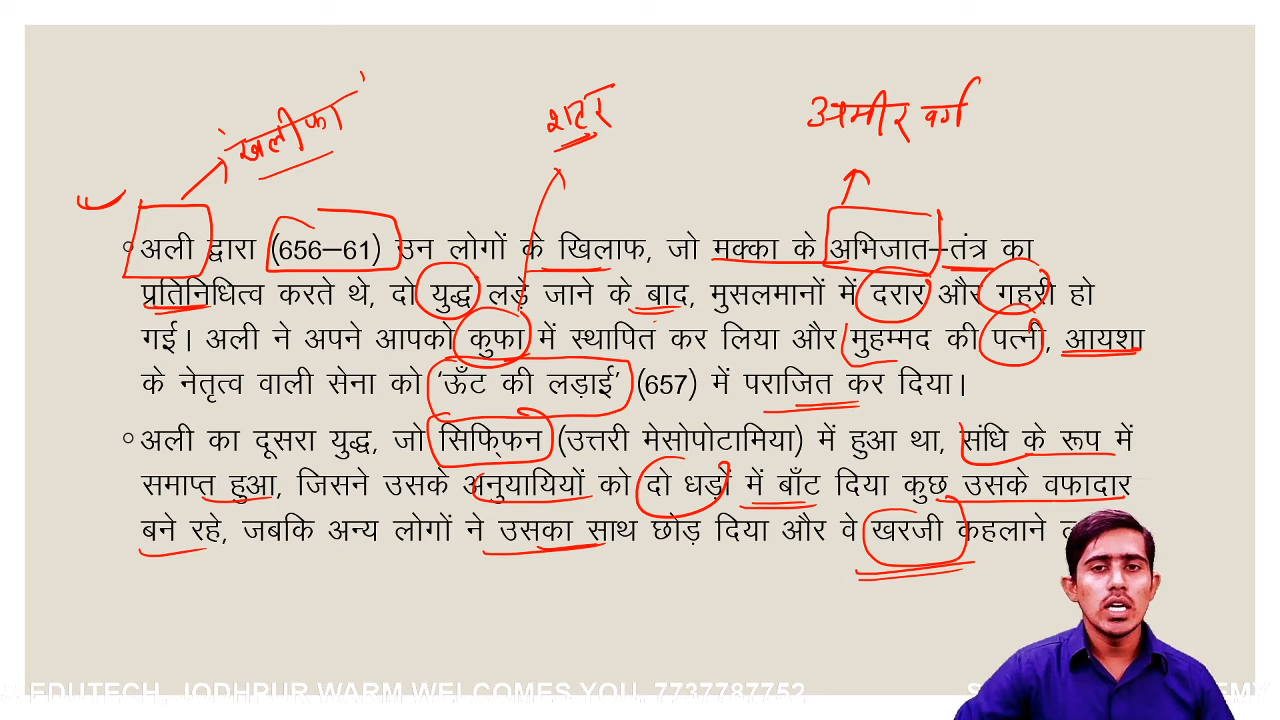 खलीफा
शहर
अमीर वर्ग
◦ अली द्वारा (656–61) उन लोगों के खिलाफ, जो मक्का के अभिजात–तंत्र का
प्रतिनिधित्व करते थे, दो युद्ध लड़े जाने के बाद, मुसलमानों में दरार और गहरी हो
गई। अली ने अपने आपको कुफा में स्थापित कर लिया और मुहम्मद की पत्नी, आयशा
के नेतृत्व वाली सेना को ‘ऊँट की लड़ाई’ (657) में पराजित कर दिया।
◦ अली का दूसरा युद्ध, जो सिफ्फिन (उत्तरी मेसोपोटामिया) में हुआ था, संधि के रूप में
समाप्त हुआ, जिसने उसके अनुयायियों को दो धड़ों में बाँट दिया कुछ उसके वफादार
बने रहे, जबकि अन्य लोगों ने उसका साथ छोड़ दिया और वे खरजी कहलाने
EDUTECH, JODHPUR WARM WELCOMES YOU. 7737787752